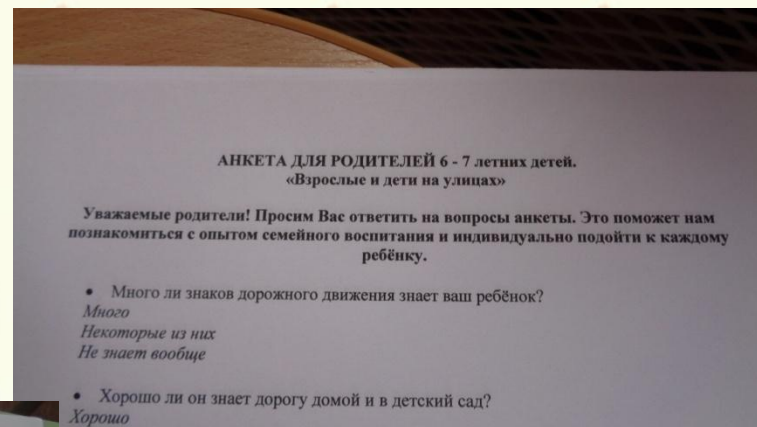 АНКЕТА ДЛЯ РОДИТЕЛЕЙ 6 - 7 летних детей.
«Взрослые и дети на улицах»
Уважаемые родители! Просим Вас ответить на вопросы анкеты. Это поможет нам
познакомиться с опытом семейного воспитания и индивидуально подойти к каждому
ребёнку.
• Много ли знаков дорожного движения знает ваш ребёнок?
Много
Некоторые из них
Не знает вообще
• Хорошо ли он знает дорогу домой и в детский сад?
Хорошо